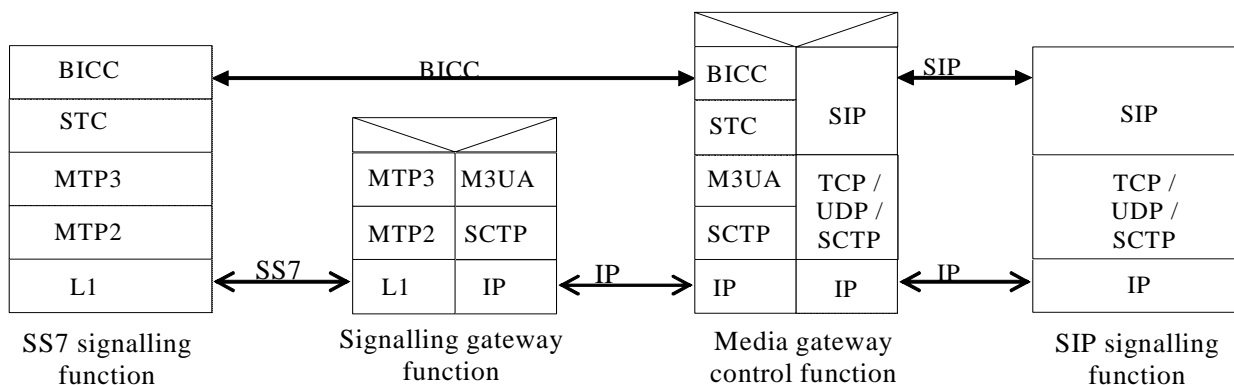 BICC
STC
MTP3
MTP2
L1
SS7 signalling
function
BICC
SS7
MTP3
M3UA
MTP2
SCTP
L1
IP
Signalling gateway
function
IP
BICC
STC
M3UA
SCTP
IP
SIP
TCP /
UDP /
SCTP
IP
Media gateway
control function
SIP
IP
SIP
TCP /
UDP /
SCTP
IP
SIP signalling
function